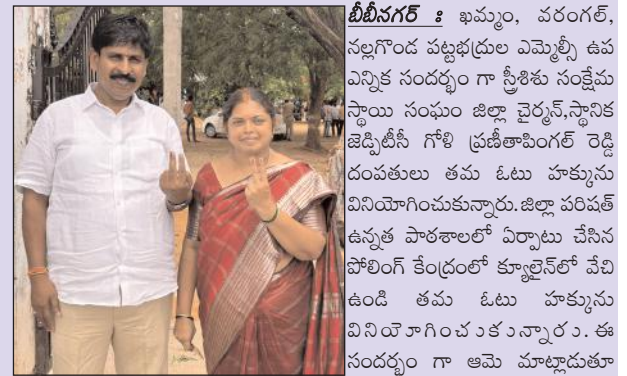 బీబీనగర్ : ఖమ్మం, వరంగల్,
నల్లగొండ పట్టభద్రుల ఎమ్మెల్సీ ఉప
ఎన్నిక సందర్భం గా స్త్రీశిశు సంక్షేమ
స్థాయి సంఘం జిల్లా చైర్మన్,స్థానిక
జెడ్పిటీసీ గోళి ప్రణీతాపింగల్ రెడ్డి
దంపతులు తమ ఓటు హక్కును
వినియోగించుకున్నారు.జిల్లా పరిషత్
ఉన్నత పాఠశాలలో ఏర్పాటు చేసిన
పోలింగ్ కేంద్రంలో క్యూలైన్‌లో వేచి
ఉండి తమ ఓటు హక్కును
వినియోగించుకున్నారు. ఈ
సందర్భం గా ఆమె మాట్లాడుతూ